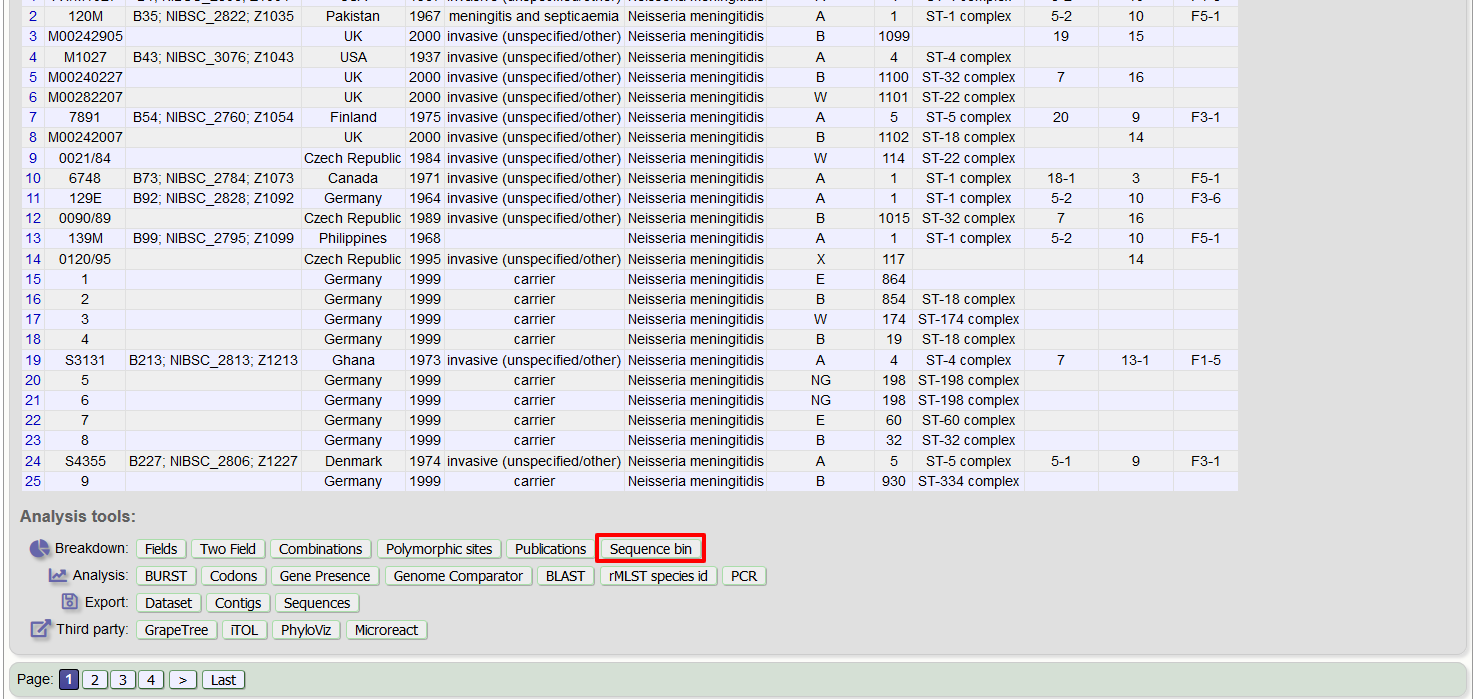 2 120M B35; NIBSC_2822; Z1035 Pakistan 1967 meningitis and septicaemia Neisseria meningitidis A 1 ST-1 complex 5-2 10 F5-1
3 M00242905 UK 2000 invasive (unspecified/other) Neisseria meningitidis B 1099 19 15
4 M1027 B43; NIBSC_3076; Z1043 USA 1937 invasive (unspecified/other) Neisseria meningitidis A 4 ST-4 complex
5 M00240227 UK 2000 invasive (unspecified/other) Neisseria meningitidis B 1100 ST-32 complex 7 16
6 M00282207 UK 2000 invasive (unspecified/other) Neisseria meningitidis W 1101 ST-22 complex
7 7891 B54; NIBSC_2760; Z1054 Finland 1975 invasive (unspecified/other) Neisseria meningitidis A 5 ST-5 complex 20 9 F3-1
8 M00242007 UK 2000 invasive (unspecified/other) Neisseria meningitidis B 1102 ST-18 complex 14
9 0021/84 Czech Republic 1984 invasive (unspecified/other) Neisseria meningitidis W 114 ST-22 complex
10 6748 B73; NIBSC_2784; Z1073 Canada 1971 invasive (unspecified/other) Neisseria meningitidis A 1 ST-1 complex 18-1 3 F5-1
11 129E B92; NIBSC_2828; Z1092 Germany 1964 invasive (unspecified/other) Neisseria meningitidis A 1 ST-1 complex 5-2 10 F3-6
12 0090/89 Czech Republic 1989 invasive (unspecified/other) Neisseria meningitidis B 1015 ST-32 complex 7 16
13 139M B99; NIBSC_2795; Z1099 Philippines 1968 Neisseria meningitidis A 1 ST-1 complex 5-2 10 F5-1
14 0120/95 Czech Republic 1995 invasive (unspecified/other) Neisseria meningitidis X 117 14
15 1 Germany 1999 carrier Neisseria meningitidis E 864
16 2 Germany 1999 carrier Neisseria meningitidis B 854 ST-18 complex
17 3 Germany 1999 carrier Neisseria meningitidis W 174 ST-174 complex
18 4 Germany 1999 carrier Neisseria meningitidis B 19 ST-18 complex
19 S3131 B213; NIBSC_2813; Z1213 Ghana 1973 invasive (unspecified/other) Neisseria meningitidis A 4 ST-4 complex 7 13-1 F1-5
20 5 Germany 1999 carrier Neisseria meningitidis NG 198 ST-198 complex
21 6 Germany 1999 carrier Neisseria meningitidis NG 198 ST-198 complex
22 7 Germany 1999 carrier Neisseria meningitidis E 60 ST-60 complex
23 8 Germany 1999 carrier Neisseria meningitidis B 32 ST-32 complex
24 S4355 B227; NIBSC_2806; Z1227 Denmark 1974 invasive (unspecified/other) Neisseria meningitidis A 5 ST-5 complex 5-1 9 F3-1
25 9 Germany 1999 carrier Neisseria meningitidis B 930 ST-334 complex
Analysis tools:
Breakdown: Fields Two Field Combinations Polymorphic sites Publications Sequence bin
Analysis: BURST Codons Gene Presence Genome Comparator BLAST rMLST species id PCR
Export: Dataset Contigs Sequences
Third party: GrapeTree iTOL PhyloViz Microreact
Page: 1 2 3 4 > Last